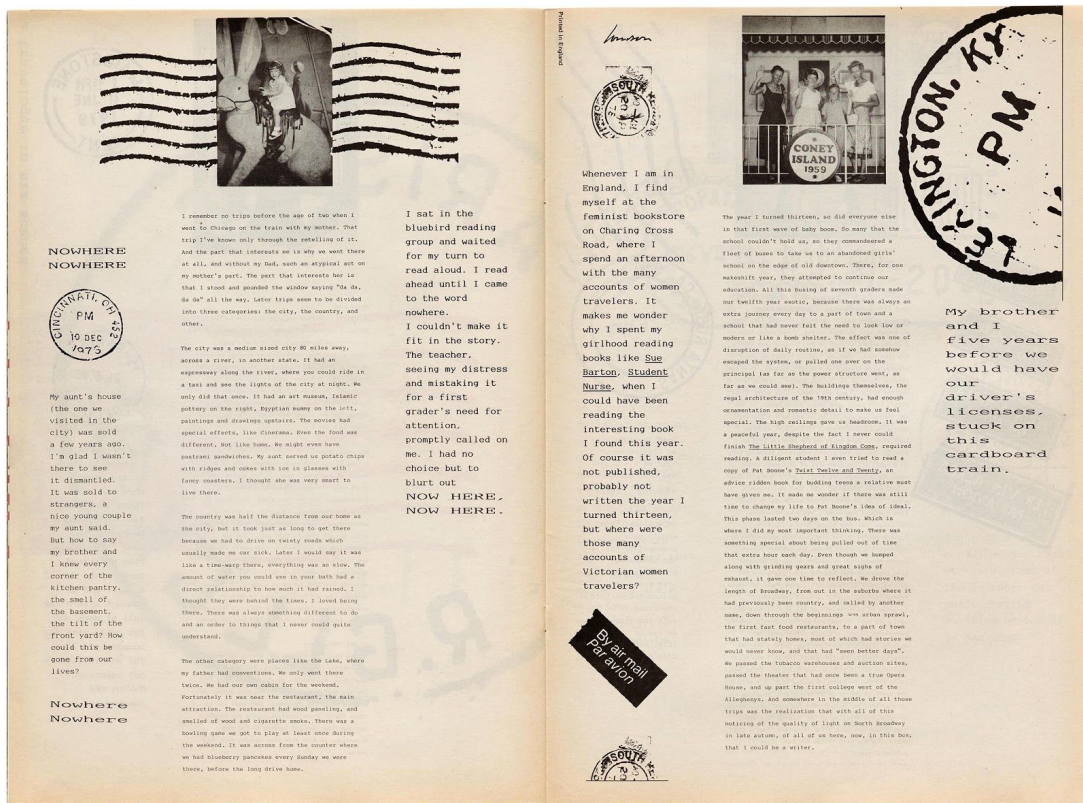 NOWHERE
NOWHERE
CINCINNATI, OH 452
PM
10 DEC
1975
My aunt's house
(the one we
visited in the
city) was sold
a few years ago.
I'm glad I wasn't
there to see
it dismantled.
It was sold to
strangers, a
nice young couple
my aunt said.
But how to say
my brother and
I knew every
corner of the
kitchen pantry.
the smell of
the basement,
the tilt of the
front yard? How
could this be
gone from our
lives?
Nowhere
Nowhere
I remember no trips before the age of two when I
went to Chicago on the train with my mother. That
trip I've known only through the retelling of it.
And the part that interests me is why we went there
at all, and without my Dad, such an atypical act on
my mother's part. The part that interests her is
that I stood and pounded the window saying "da da,
da da" all the way. Later trips seem to be divided
into three categories: the city, the country, and
other.
The city was a medium sized city 80 miles away,
across a river, in another state. It had an
expressway along the river, where you could ride in
a taxi and see the lights of the city at night. We
only did that once. It had an art museum, Islamic
pottery on the right, Egyptian mummy on the left,
paintings and drawings upstairs. The movies had
special effects, like Cinerama. Even the food was
different. Not like home. We might even have
pastrami sandwiches. My aunt served us potato chips
with ridges and cokes with ice in glasses with
fancy coasters. I thought she was very smart to
live there.
The country was half the distance from our home as
the city, but it took just as long to get there
because we had to drive on twisty roads which
usually made me car sick. Later I would say it was
like a time-warp there, everything was so slow. The
amount of water you could use in your bath had a
direct relationship to how much it had rained. I
thought they were behind the times. I loved being
there. There was always something different to do
and an order to things that I never could quite
understand.
The other category were places like the Lake, where
my father had conventions. We only went there
twice. We had our own cabin for the weekend.
Fortunately it was near the restaurant, the main
attraction. The restaurant had wood paneling, and
smelled of wood and cigarette smoke. There was a
bowling game we got to play at least once during
the weekend. It was across from the counter where
we had blueberry pancakes every Sunday we were
there, before the long drive home.
I sat in the
bluebird reading
group and waited
for my turn to
read aloud. I read
ahead until I came
to the word
nowhere.
I couldn't make it
fit in the story.
The teacher,
seeing my distress
and mistaking it
for a first
grader's need for
attention,
promptly called on
me. I had no
choice but to
blurt out
NOW HERE,
NOW HERE.
Printed in England
London
SOUTH
Whenever I am in
England, I find
myself at the
feminist bookstore
on Charing Cross
Road, where I
spend an afternoon
with the many
accounts of women
travelers. It
makes me wonder
why I spent my
girlhood reading
books like Sue
Barton, Student
Nurse, when I
could have been
reading the
interesting book
I found this year.
Of course it was
not published,
probably not
written the year I
turned thirteen,
but where were
those many
accounts of
Victorian women
travelers?
By air mail
Par avion
SOUTH
CONEY
ISLAND
1959
The year I turned thirteen, so did everyone else
in that first wave of baby boom. So many that the
school couldn't hold us, so they commandeered a
fleet of buses to take us to an abandoned girls'
school on the edge of old downtown. There, for one
makeshift year, they attempted to continue our
education. All this busing of seventh graders made
our twelfth year exotic, because there was always an
extra journey every day to a part of town and a
school that had never felt the need to look low or
modern or like a bomb shelter. The effect was one of
disruption of daily routine, as if we had somehow
escaped the system, or pulled one over on the
principal (as far as the power structure went, as
far as we could see). The buildings themselves, the
regal architecture of the 19th century, had enough
ornamentation and romantic detail to make us feel
special. The high ceilings gave us headroom. It was
a peaceful year, despite the fact I never could
finish The Little Shepherd of Kingdom Come, required
reading. A diligent student I even tried to read a
copy of Pat Boone's Twixt Twelve and Twenty, an
advice ridden book for budding teens a relative must
have given me. It made me wonder if there was still
time to change my life to Pat Boone's idea of ideal.
This phase lasted two days on the bus. Which is
where I did my most important thinking. There was
something special about being pulled out of time
that extra hour each day. Even though we bumped
along with grinding gears and great sighs of
exhaust, it gave one time to reflect. We drove the
length of Broadway, from out in the suburbs where it
had previously been country, and called by another
name, down through the beginnings of urban sprawl,
the first fast food restaurants, to a part of town
that had stately homes, most of which had stories we
would never know, and that had "seen better days".
We passed the tobacco warehouses and auction sites,
passed the theater that had once been a true Opera
House, and up past the first college west of the
Alleghenys. And somewhere in the middle of all those
trips was the realization that with all of this
noticing of the quality of light on North Broadway
in late autumn, of all of us here, now, in this bus,
that I could be a writer.
LEXINGTON, KY
PM
My brother
and I
five years
before we
would have
our
driver's
licenses,
stuck on
this
cardboard
train.